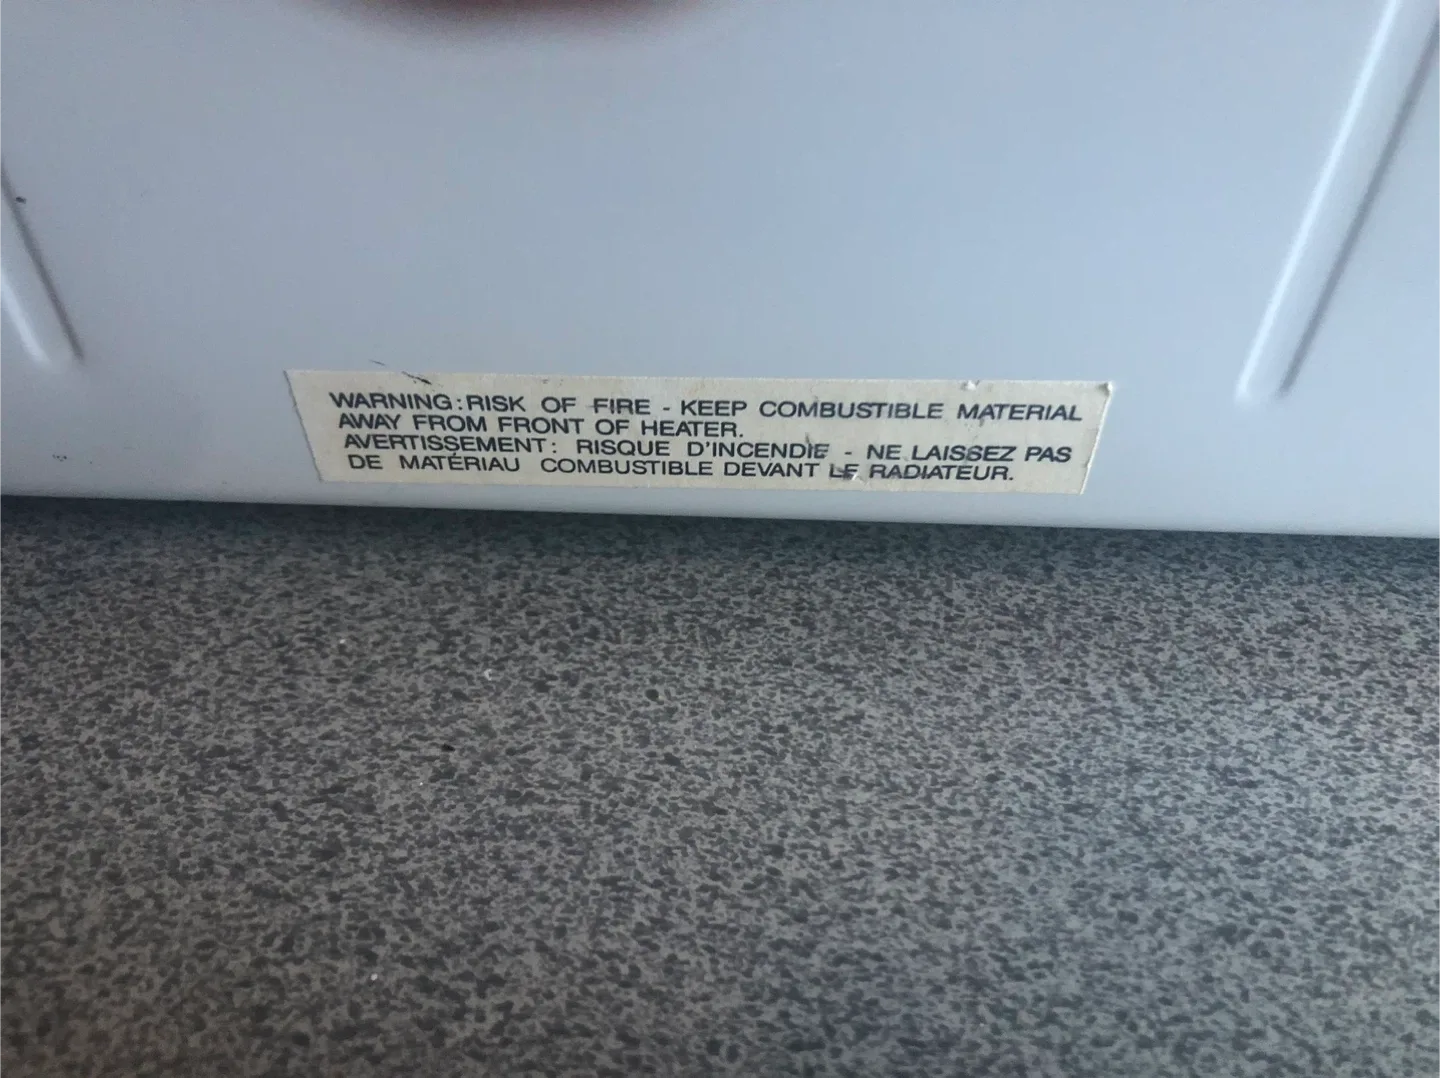 WARNING: RISK OF FIRE - KEEP COMBUSTIBLE MATERIAL
AWAY FROM FRONT OF HEATER.
AVERTISSEMENT: RISQUE D'INCENDIE - NE LAISSEZ PAS
DE MATÉRIAU COMBUSTIBLE DEVANT LE RADIATEUR.